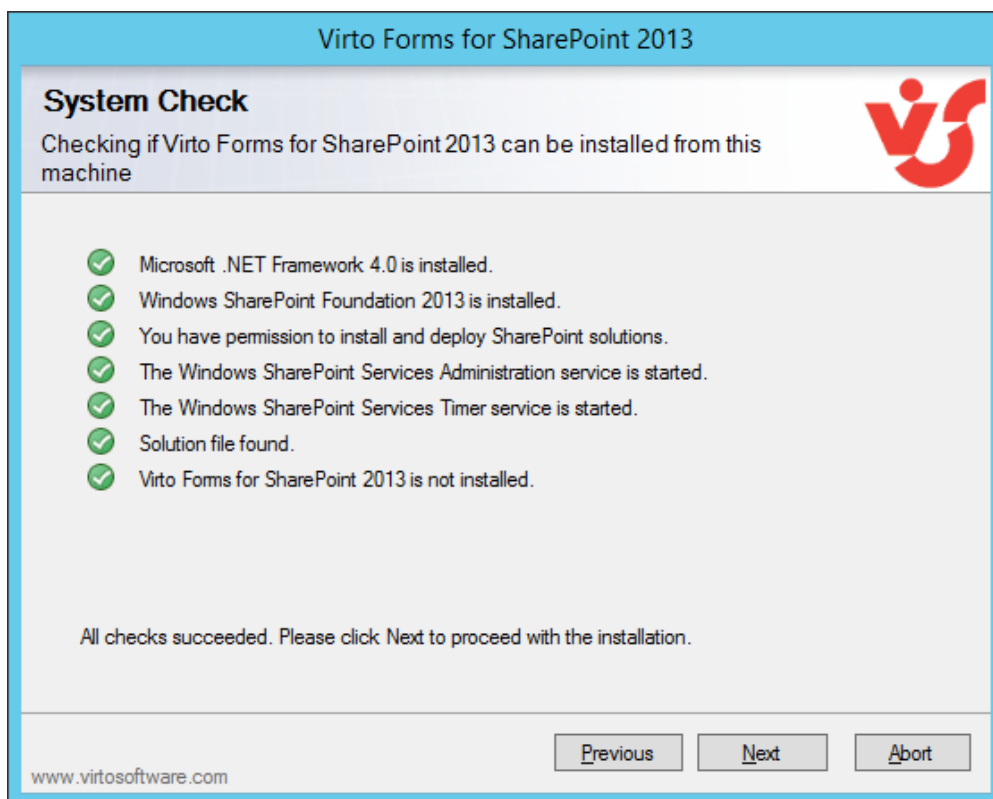 Virto Forms for SharePoint 2013
System Check
Checking if Virto Forms for SharePoint 2013 can be installed from this
machine
Microsoft .NET Framework 4.0 is installed.
Windows SharePoint Foundation 2013 is installed.
You have permission to install and deploy SharePoint solutions.
The Windows SharePoint Services Administration service is started.
The Windows SharePoint Services Timer service is started.
Solution file found.
Virto Forms for SharePoint 2013 is not installed.
All checks succeeded. Please click Next to proceed with the installation.
Previous Next Abort
www.virtosoftware.com